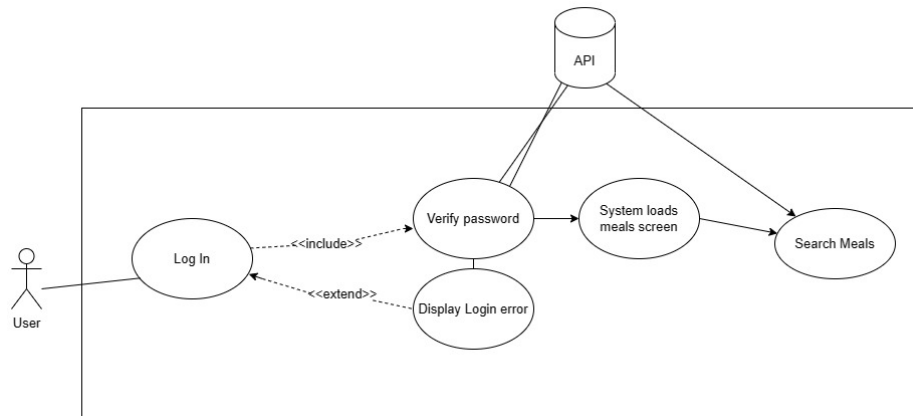 API
Verify password
System loads
meals screen
Search Meals
<<include>>
Log In
<<extend>>
Display Login error
User